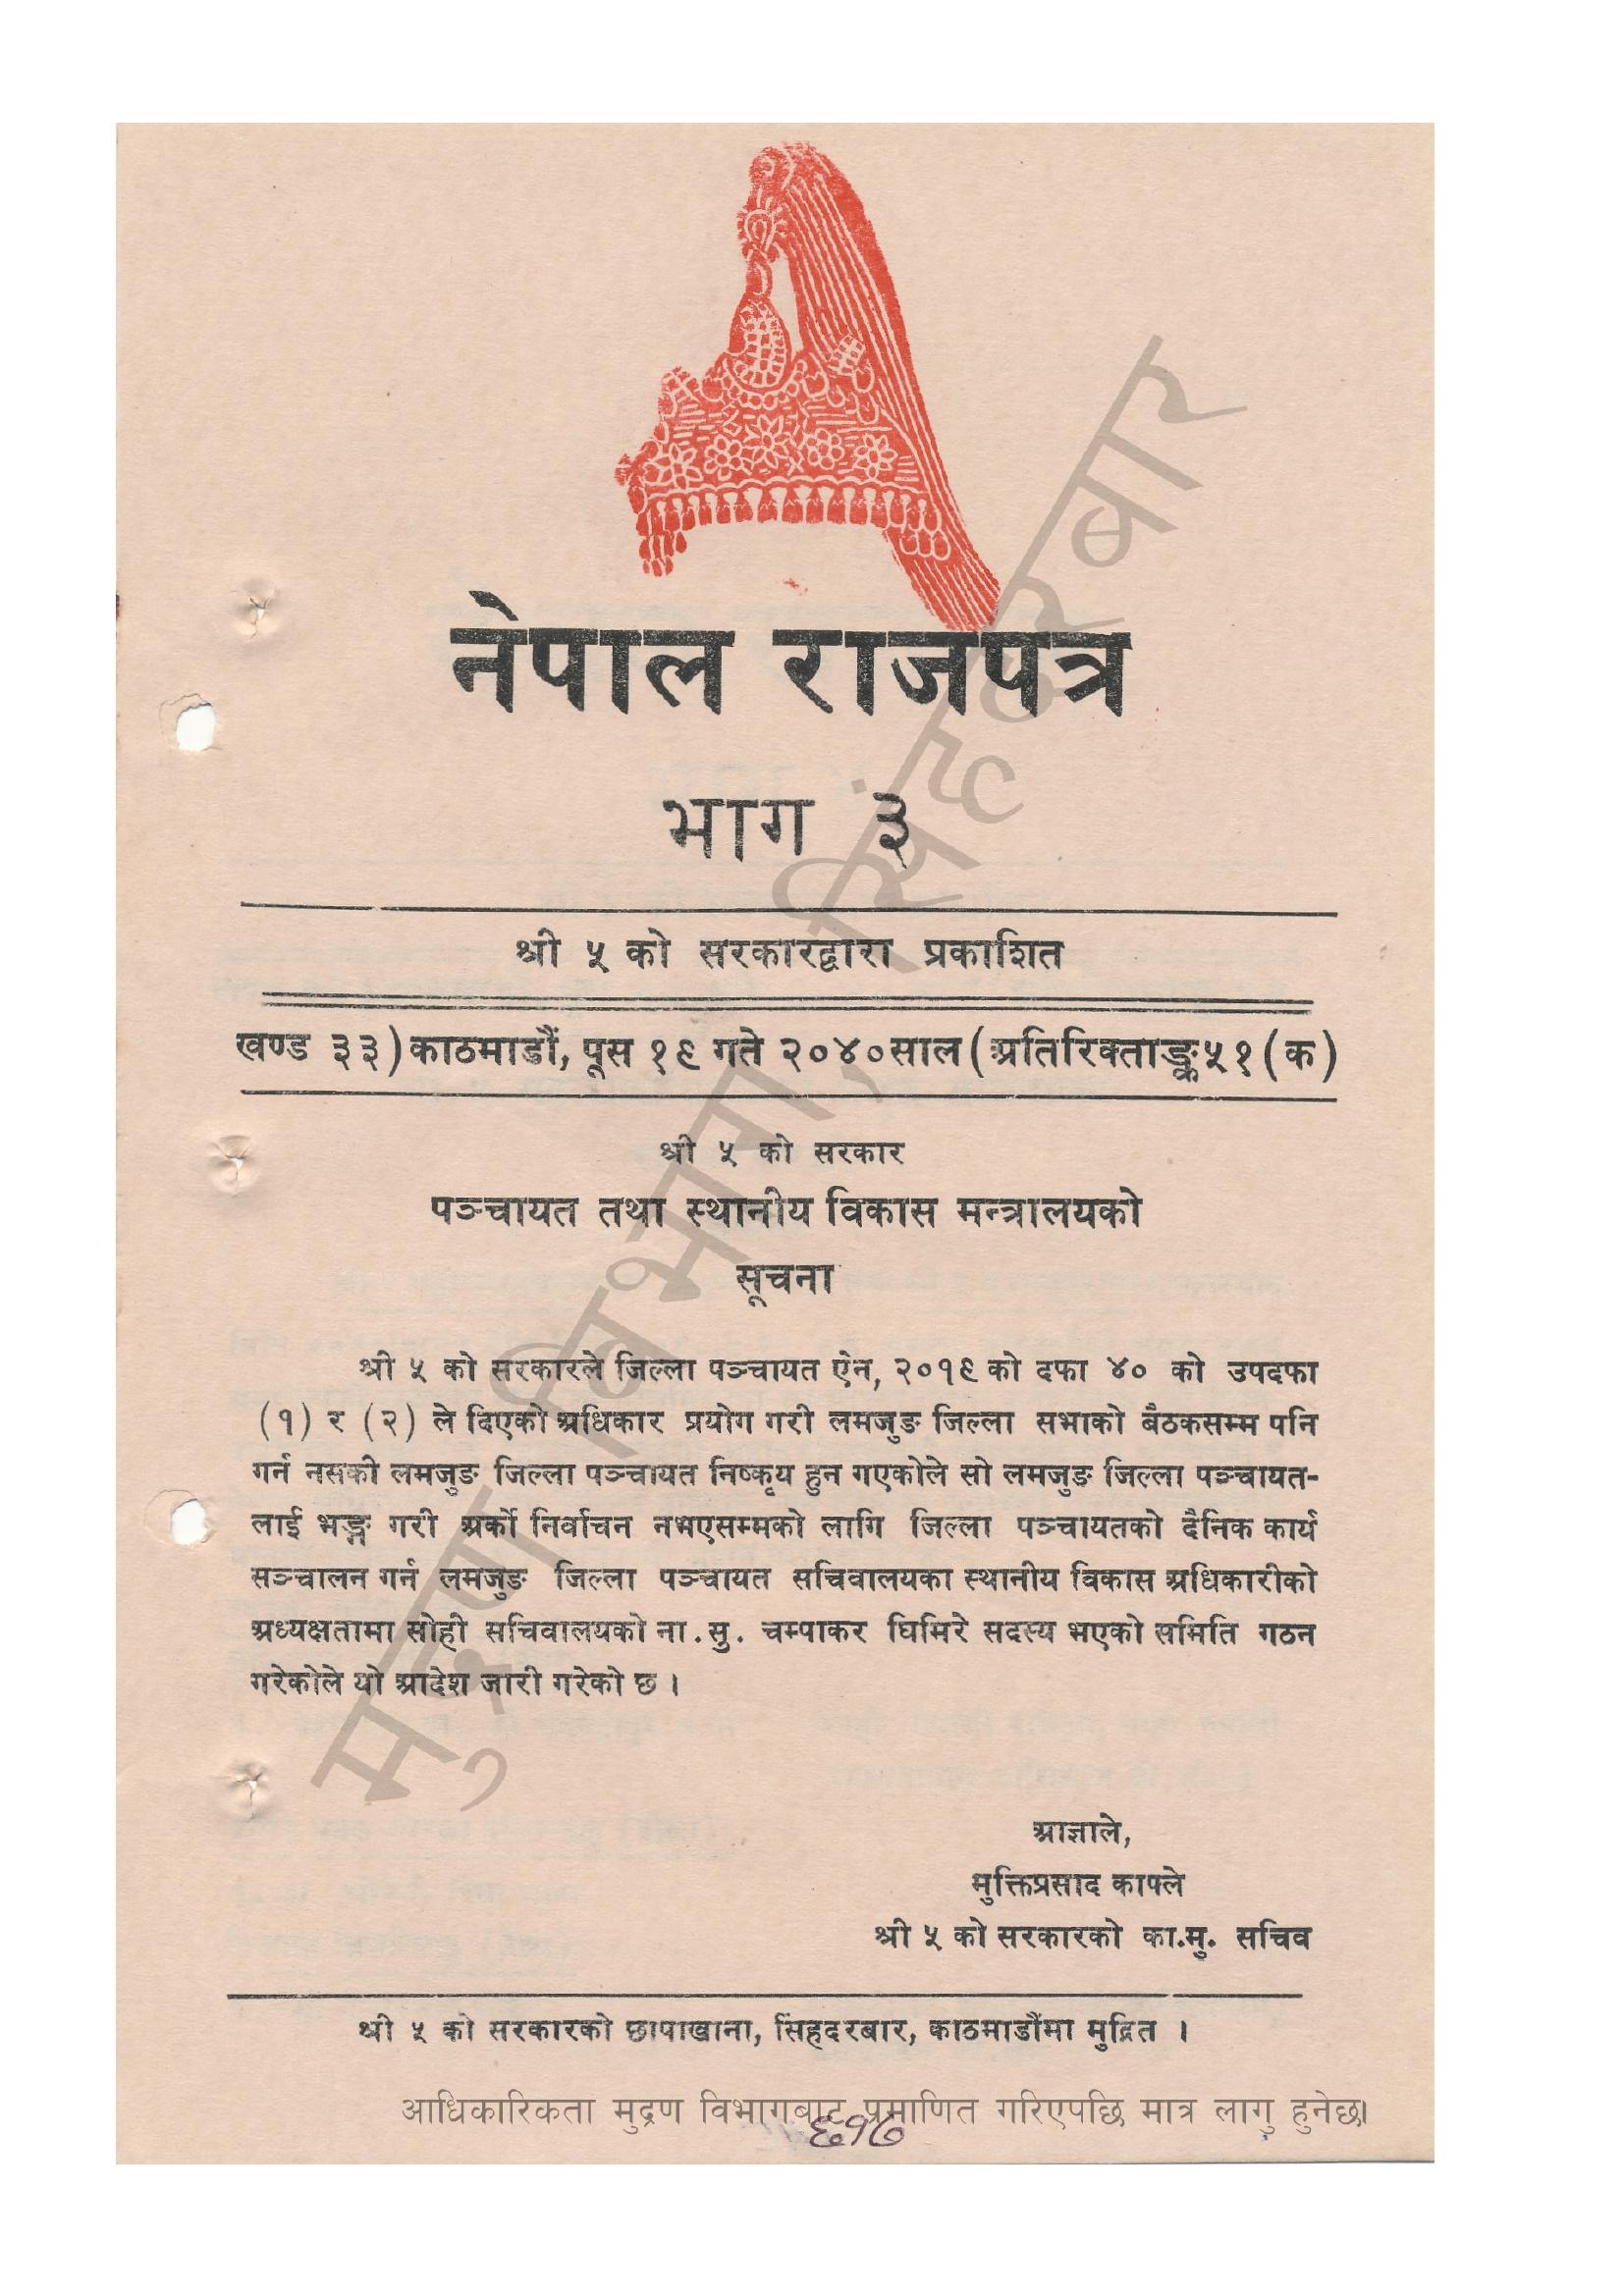 नेपाल राजपत्र
भाग ३
श्री ५ को सरकारद्वारा प्रकाशित
खण्ड ३३) काठमाडौं, पूस १९ गते २०४० साल (अतिरिक्ताङ्क ५१ (क)
श्री ५ को सरकार
पञ्चायत तथा स्थानीय विकास मन्त्रालयको
सूचना
श्री ५ को सरकारले जिल्ला पञ्चायत ऐन, २०१९ को दफा ४० को उपदफा
(१) र (२) ले दिएको अधिकार प्रयोग गरी लमजुङ जिल्ला सभाको बैठकसम्म पनि
गर्न नसकी लमजुङ जिल्ला पञ्चायत निष्कृय हुन गएकोले सो लमजुङ जिल्ला पञ्चायत-
लाई भङ्ग गरी अर्को निर्वाचन नभएसम्मको लागि जिल्ला पञ्चायतको दैनिक कार्य
सञ्चालन गर्न लमजुङ जिल्ला पञ्चायत सचिवालयका स्थानीय विकास अधिकारीको
अध्यक्षतामा सोही सचिवालयको ना.सु. चम्पाकर घिमिरे सदस्य भएको समिति गठन
गरेकोले यो आदेश जारी गरेको छ ।
आज्ञाले,
मुक्तिप्रसाद काफ्ले
श्री ५ को सरकारको का.मु. सचिव
श्री ५ को सरकारको छापाखाना, सिंहदरबार, काठमाडौंमा मुद्रित ।
आधिकारिकता मुद्रण विभागबाट प्रमाणित गरिएपछि मात्र लागु हुनेछ।
६१७
मुद्रण विभाग, सिंहदरबार